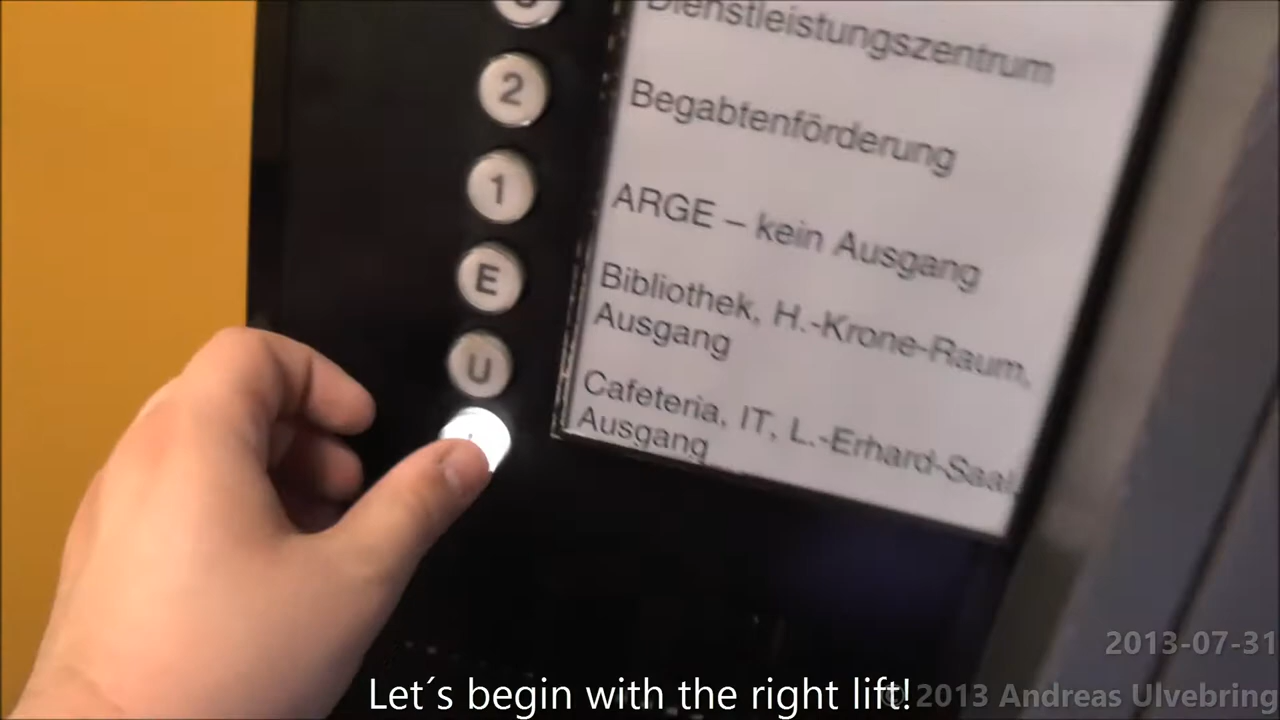 Dienstleistungszentrum
2
Begabtenförderung
1
ARGE – kein Ausgang
E
Bibliothek, H.-Krone-Raum,
Ausgang
U
Cafeteria, IT, L.-Erhard-Saal
Ausgang
2013-07-31
Let´s begin with the right lift!
© 2013 Andreas Ulvebring